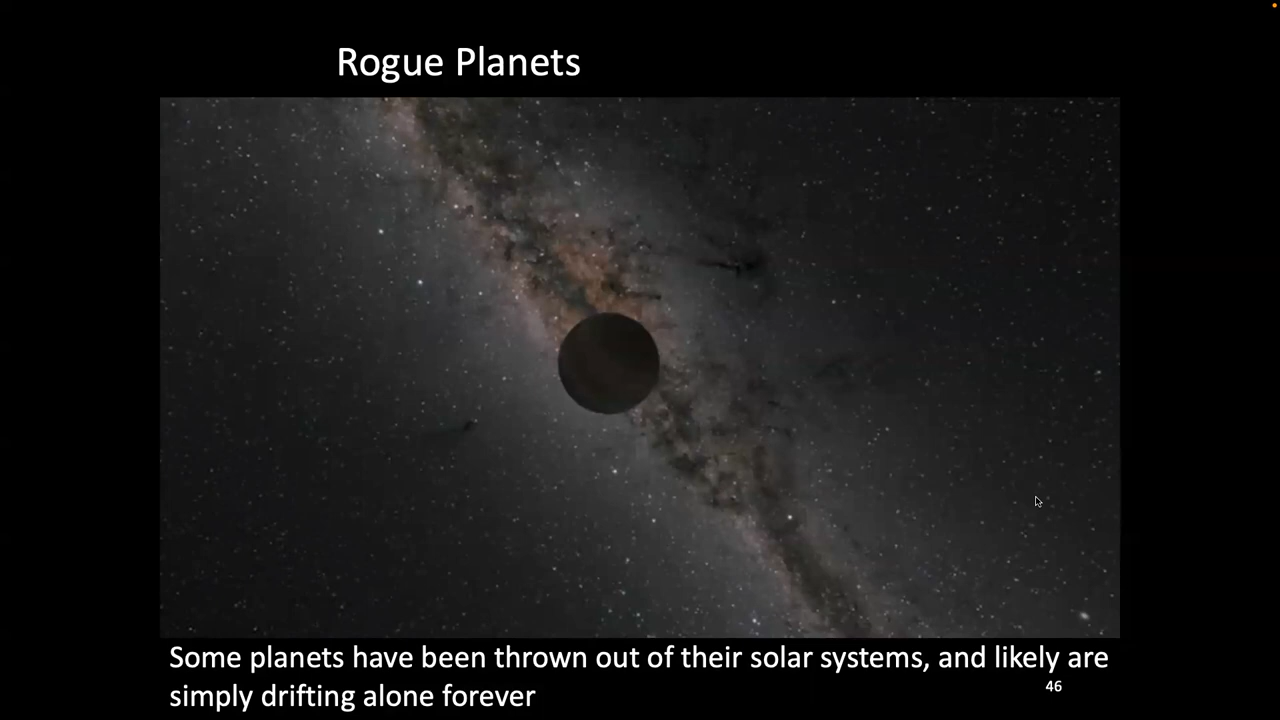 Rogue Planets
Some planets have been thrown out of their solar systems, and likely are
simply drifting alone forever
46